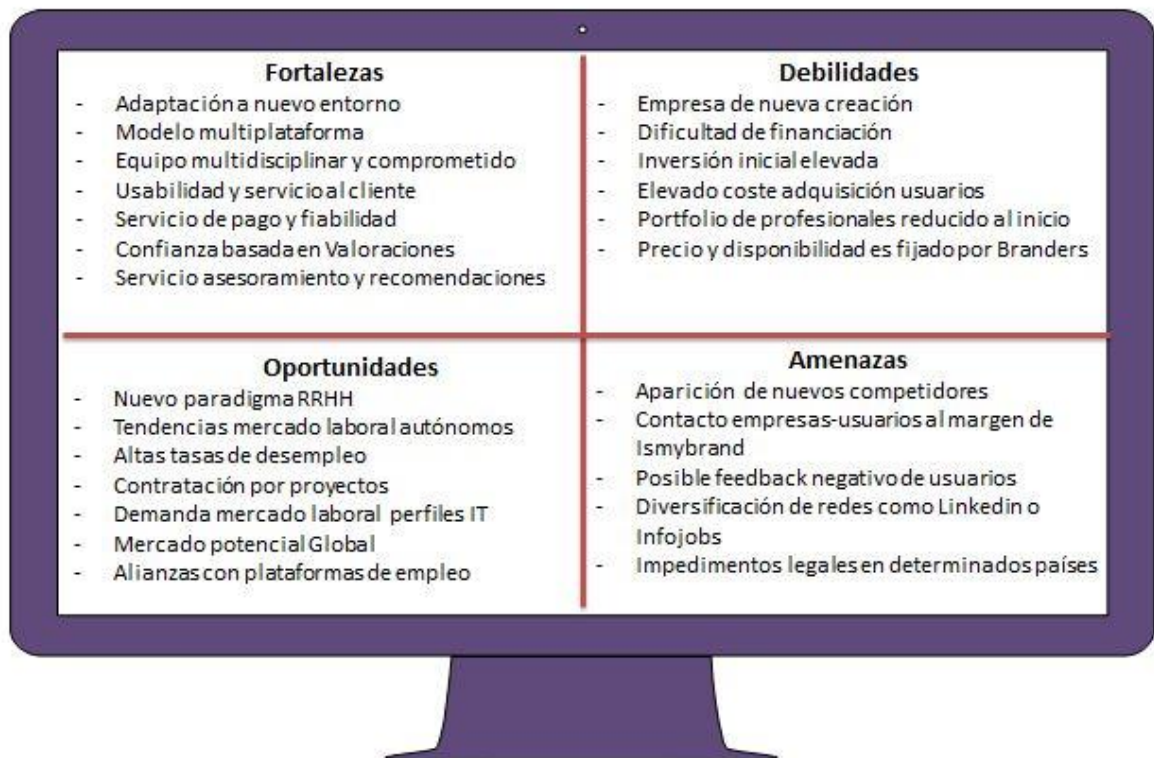 Fortalezas
- Adaptación a nuevo entorno
- Modelo multiplataforma
- Equipo multidisciplinar y comprometido
- Usabilidad y servicio al cliente
- Servicio de pago y fiabilidad
- Confianza basada en Valoraciones
- Servicio asesoramiento y recomendaciones
Debilidades
- Empresa de nueva creación
- Dificultad de financiación
- Inversión inicial elevada
- Elevado coste adquisición usuarios
- Portfolio de profesionales reducido al inicio
- Precio y disponibilidad es fijado por Branders
Oportunidades
- Nuevo paradigma RRHH
- Tendencias mercado laboral autónomos
- Altas tasas de desempleo
- Contratación por proyectos
- Demanda mercado laboral perfiles IT
- Mercado potencial Global
- Alianzas con plataformas de empleo
Amenazas
- Aparición de nuevos competidores
- Contacto empresas-usuarios al margen de
Ismybrand
- Posible feedback negativo de usuarios
- Diversificación de redes como Linkedin o
Infojobs
- Impedimentos legales en determinados países